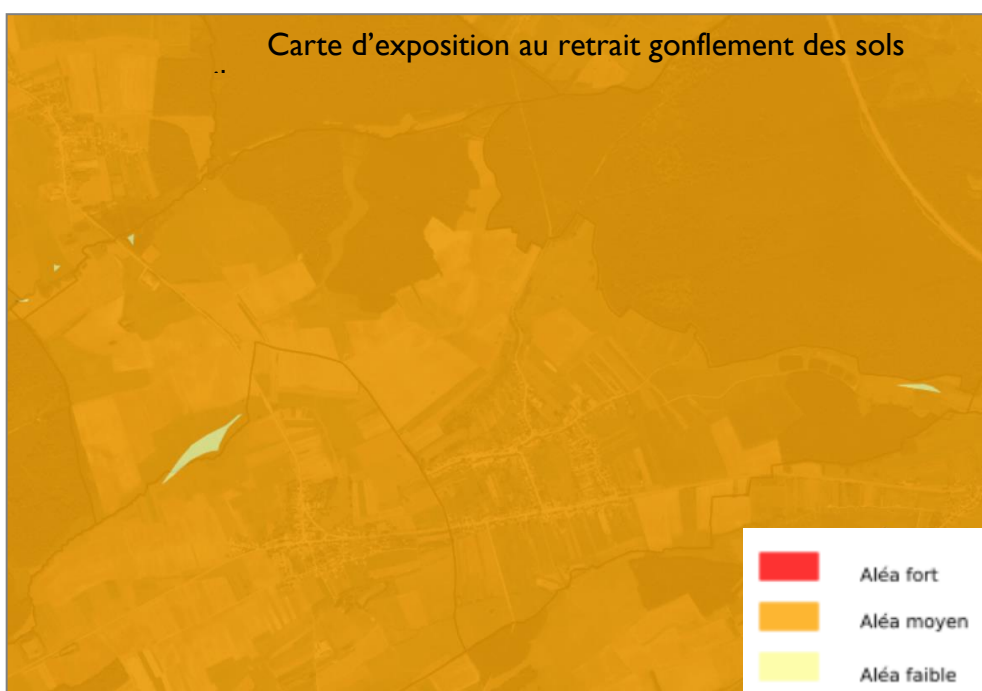 Carte d’exposition au retrait gonflement des sols
Aléa fort
Aléa moyen
Aléa faible